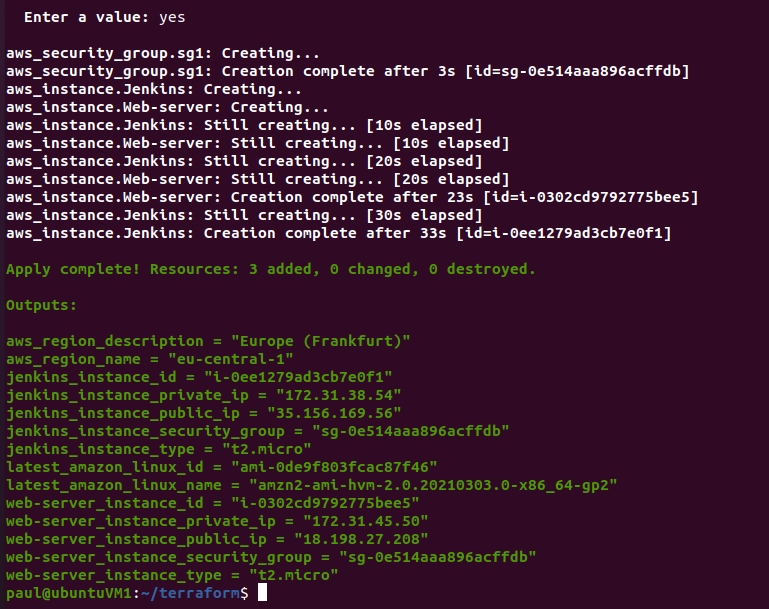 Enter a value: yes
aws_security_group.sg1: Creating...
aws_security_group.sg1: Creation complete after 3s [id=sg-0e514aaa896acffdb]
aws_instance.Jenkins: Creating...
aws_instance.Web-server: Creating...
aws_instance.Jenkins: Still creating... [10s elapsed]
aws_instance.Web-server: Still creating... [10s elapsed]
aws_instance.Jenkins: Still creating... [20s elapsed]
aws_instance.Web-server: Still creating... [20s elapsed]
aws_instance.Web-server: Creation complete after 23s [id=i-0302cd9792775bee5]
aws_instance.Jenkins: Still creating... [30s elapsed]
aws_instance.Jenkins: Creation complete after 33s [id=i-0ee1279ad3cb7e0f1]
Apply complete! Resources: 3 added, 0 changed, 0 destroyed.
Outputs:
aws_region_description = "Europe (Frankfurt)"
aws_region_name = "eu-central-1"
jenkins_instance_id = "i-0ee1279ad3cb7e0f1"
jenkins_instance_private_ip = "172.31.38.54"
jenkins_instance_public_ip = "35.156.169.56"
jenkins_instance_security_group = "sg-0e514aaa896acffdb"
jenkins_instance_type = "t2.micro"
latest_amazon_linux_id = "ami-0de9f803fcac87f46"
latest_amazon_linux_name = "amzn2-ami-hvm-2.0.20210303.0-x86_64-gp2"
web-server_instance_id = "i-0302cd9792775bee5"
web-server_instance_private_ip = "172.31.45.50"
web-server_instance_public_ip = "18.198.27.208"
web-server_instance_security_group = "sg-0e514aaa896acffdb"
web-server_instance_type = "t2.micro"
paul@ubuntuVM1:~/terraform$